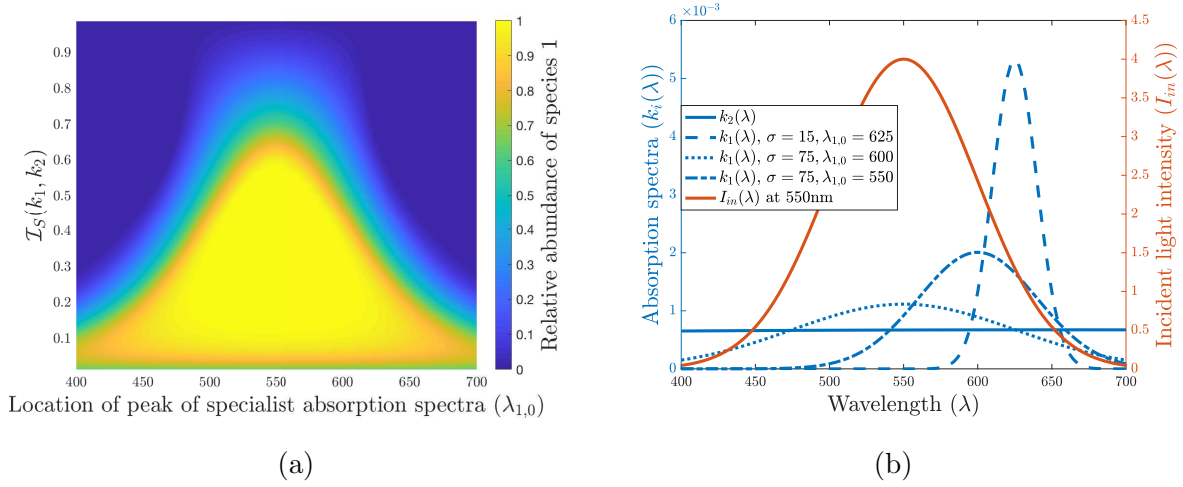 0.9
0.8
0.7
0.6
0.5
0.4
0.3
0.2
0.1
I_S(k_1, k_2)
400 450 500 550 600 650 700
Location of peak of specialist absorption spectra (λ_{1,0})
1
0.9
0.8
0.7
0.6
0.5
0.4
0.3
0.2
0.1
0
Relative abundance of species 1
(a)
×10^{-3}
6
5
4
3
2
1
0
Absorption spectra (k_i(λ))
k_2(λ)
k_1(λ), σ = 15, λ_{1,0} = 625
k_1(λ), σ = 75, λ_{1,0} = 600
k_1(λ), σ = 75, λ_{1,0} = 550
I_{in}(λ) at 550nm
400 450 500 550 600 650 700
Wavelength (λ)
4.5
4
3.5
3
2.5
2
1.5
1
0.5
0
Incident light intensity (I_{in}(λ))
(b)